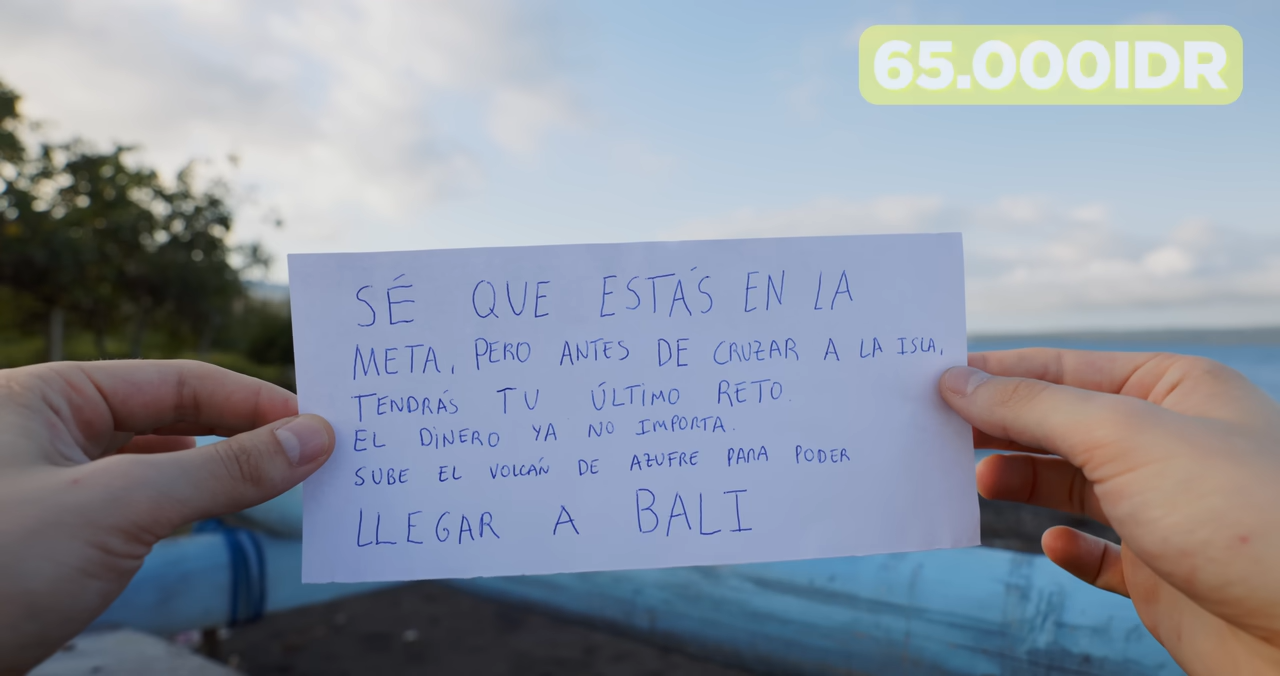 65.000IDR
SÉ QUE ESTÁS EN LA
META, PERO ANTES DE CRUZAR A LA ISLA,
TENDRÁS TU ÚLTIMO RETO.
EL DINERO YA NO IMPORTA.
SUBE EL VOLCÁN DE AZUFRE PARA PODER
LLEGAR A BALI